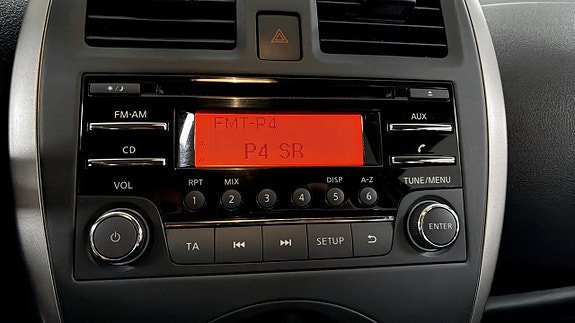 FM·AM
AUX
FMT-P4
P4 SR
CD
VOL
RPT MIX DISP A-Z
TUNE/MENU
1 2 3 4 5 6
ENTER
TA SETUP